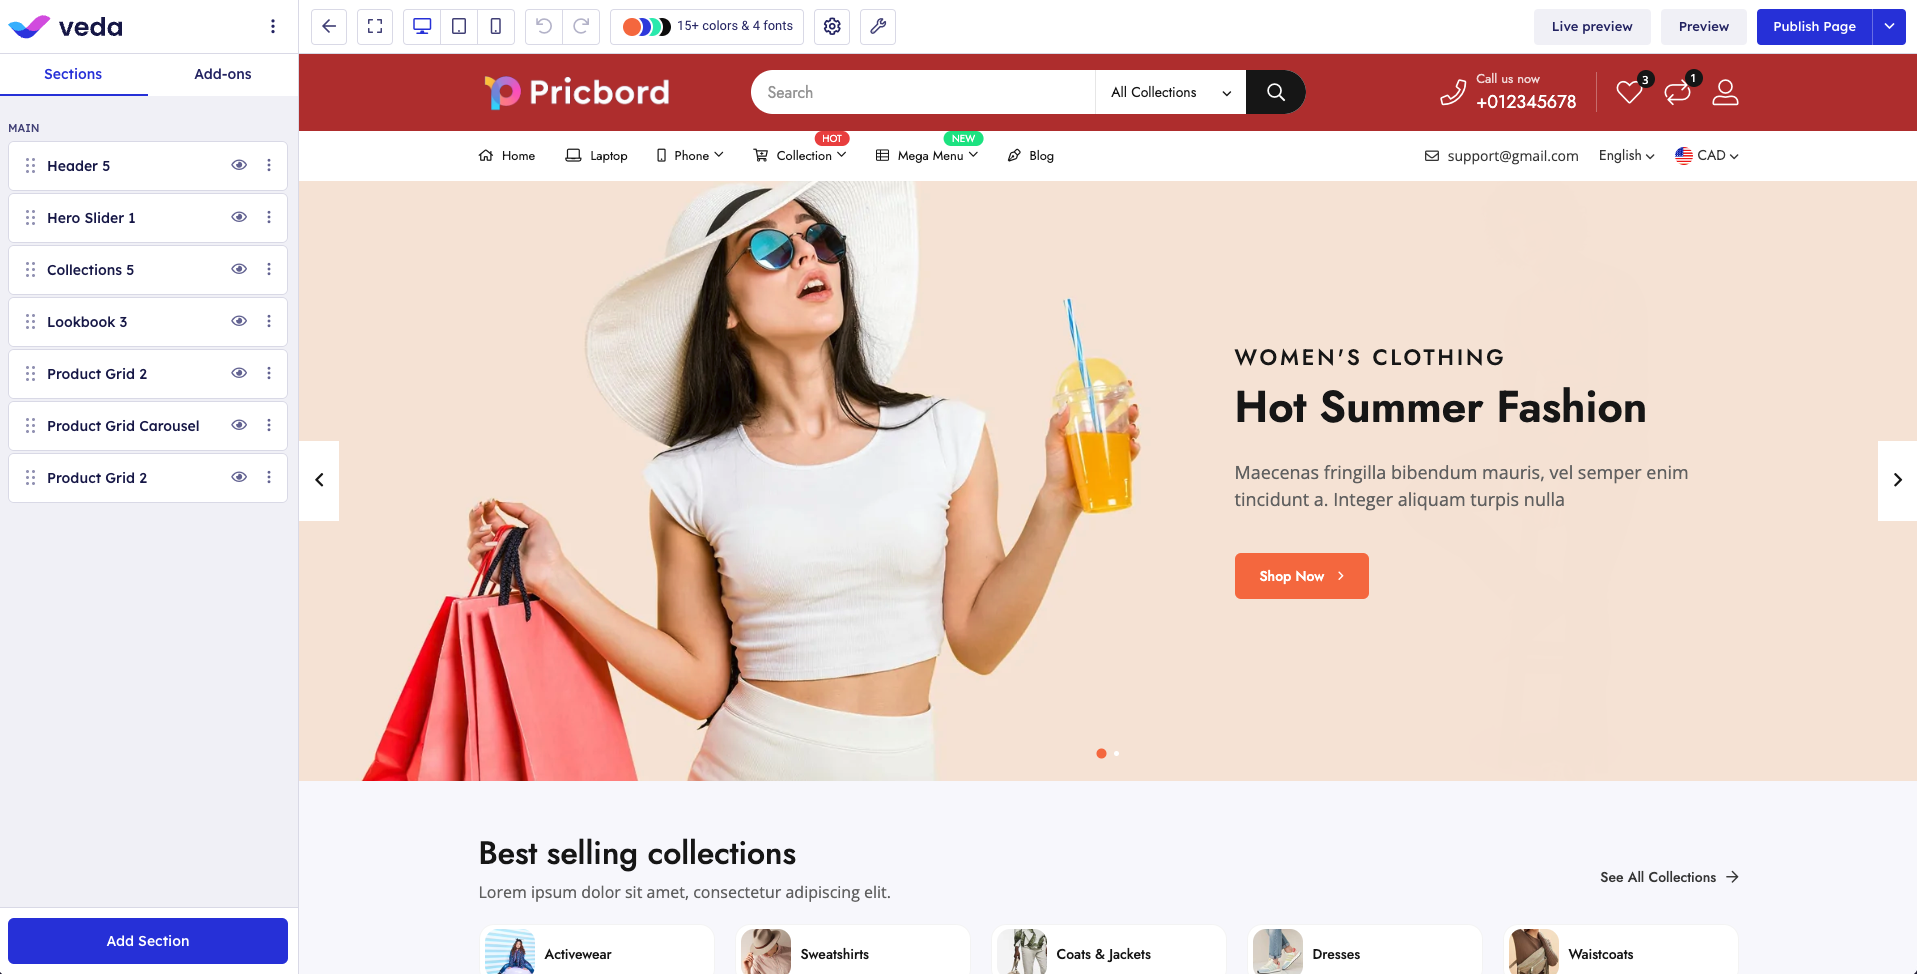 veda
15+ colors & 4 fonts
Live preview
Preview
Publish Page
Sections
Add-ons
MAIN
Header 5
Hero Slider 1
Collections 5
Lookbook 3
Product Grid 2
Product Grid Carousel
Product Grid 2
Add Section
Pricbord
Search
All Collections
Call us now
+012345678
3
1
HOT
NEW
Home
Laptop
Phone
Collection
Mega Menu
Blog
support@gmail.com
English
CAD
WOMEN'S CLOTHING
Hot Summer Fashion
Maecenas fringilla bibendum mauris, vel semper enim
tincidunt a. Integer aliquam turpis nulla
Shop Now
Best selling collections
Lorem ipsum dolor sit amet, consectetur adipiscing elit.
See All Collections
Activewear
Sweatshirts
Coats & Jackets
Dresses
Waistcoats